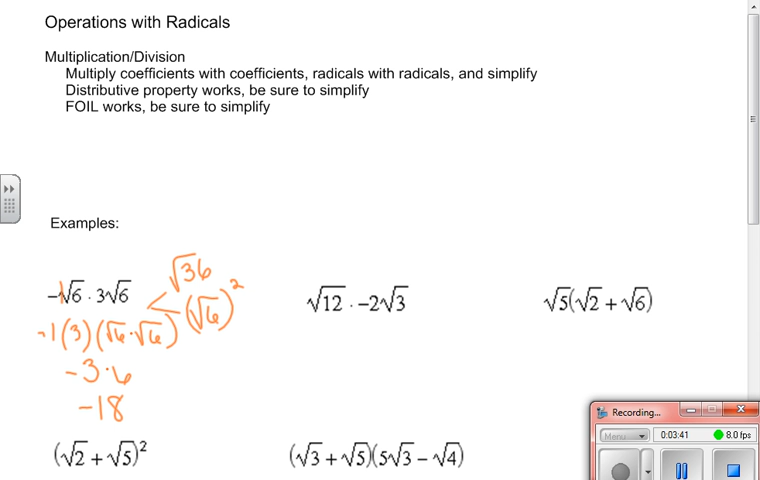 Operations with Radicals
Multiplication/Division
Multiply coefficients with coefficients, radicals with radicals, and simplify
Distributive property works, be sure to simplify
FOIL works, be sure to simplify
Examples:
√36
-1√6 · 3√6 < (√6)²
-1(3)(√6·√6)
-3·6
-18
√12 · -2√3
√5(√2 + √6)
(√2 + √5)²
(√3 + √5)(5√3 − √4)
Recording...
Menu
0:03:41
8.0 fps